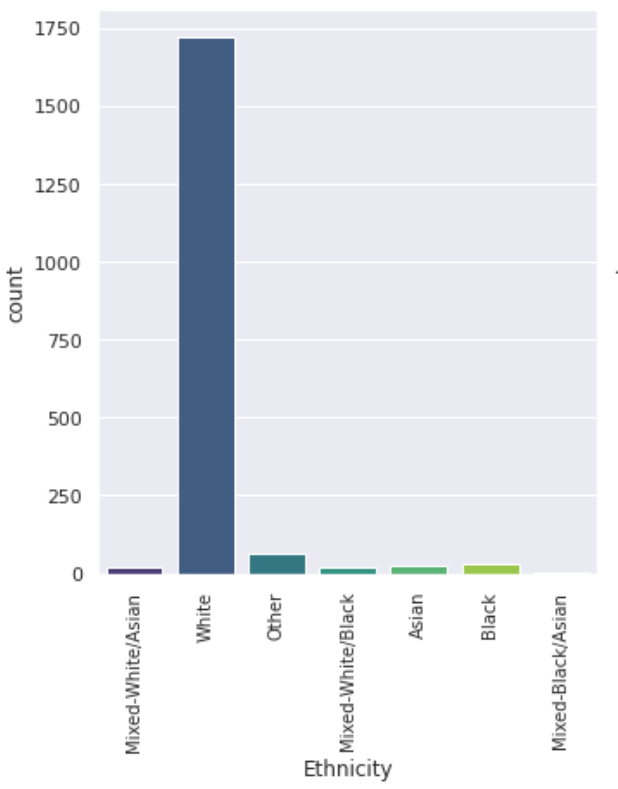 1750
1500
1250
1000
750
500
250
0
count
Mixed-White/Asian
White
Other
Mixed-White/Black
Asian
Black
Mixed-Black/Asian
Ethnicity